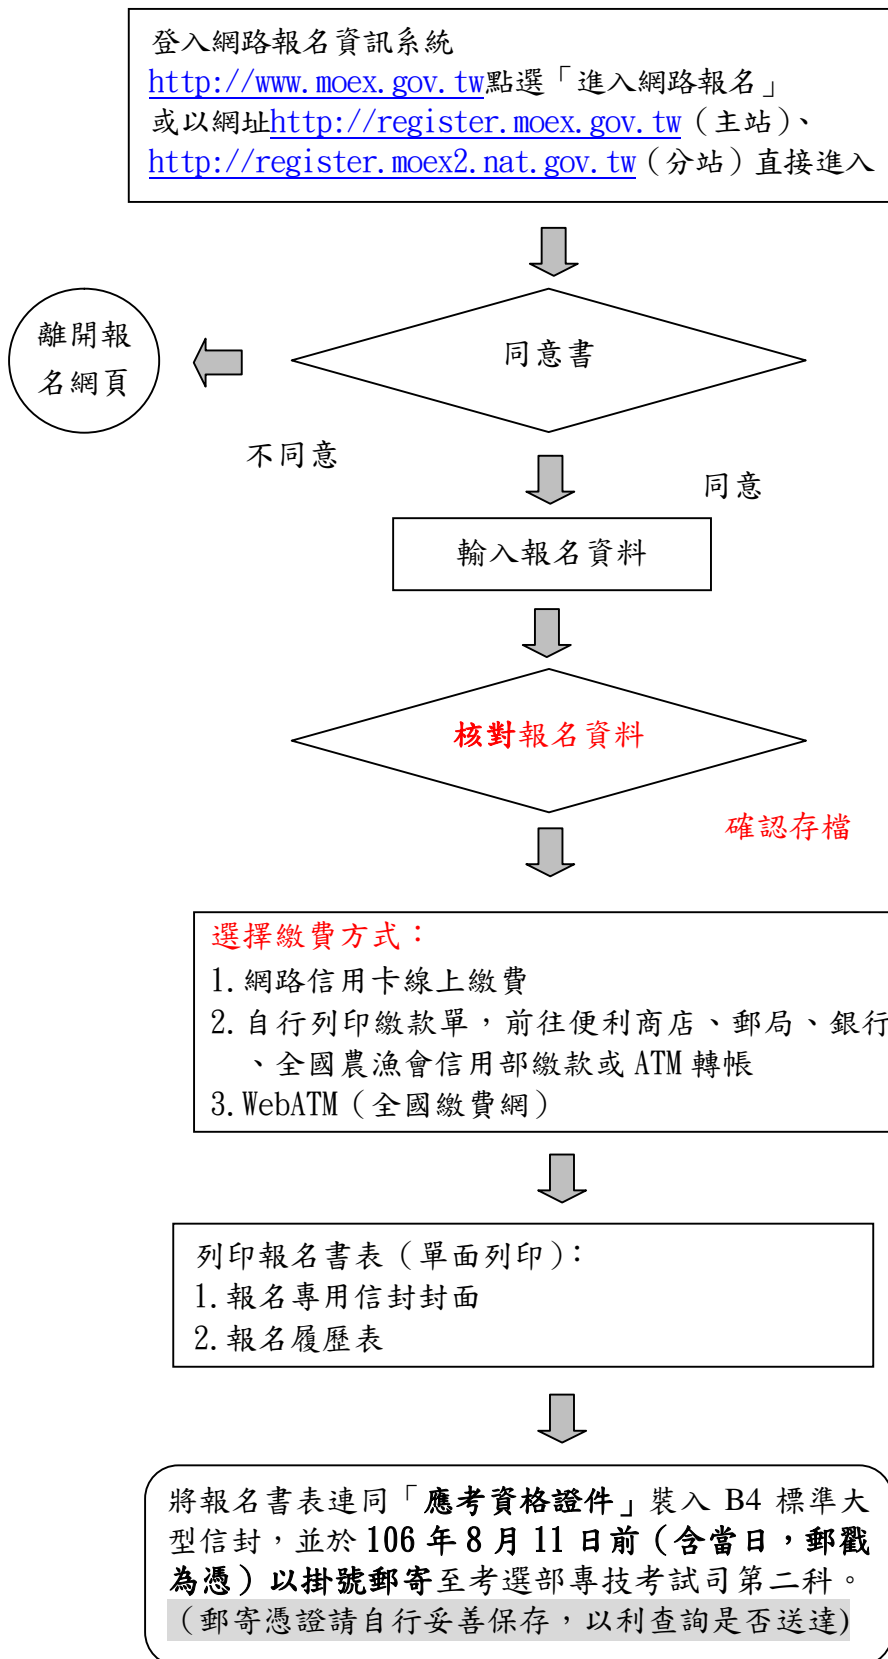 登入網路報名資訊系統
http://www.moex.gov.tw點選「進入網路報名」
或以網址http://register.moex.gov.tw（主站）、
http://register.moex2.nat.gov.tw（分站）直接進入
離開報
名網頁
同意書
不同意
同意
輸入報名資料
核對報名資料
確認存檔
選擇繳費方式：
1.網路信用卡線上繳費
2.自行列印繳款單，前往便利商店、郵局、銀行
、全國農漁會信用部繳款或 ATM 轉帳
3.WebATM（全國繳費網）
列印報名書表（單面列印）：
1.報名專用信封封面
2.報名履歷表
將報名書表連同「應考資格證件」裝入 B4 標準大
型信封，並於 106 年 8 月 11 日前（含當日，郵戳
為憑）以掛號郵寄至考選部專技考試司第二科。
（郵寄憑證請自行妥善保存，以利查詢是否送達)